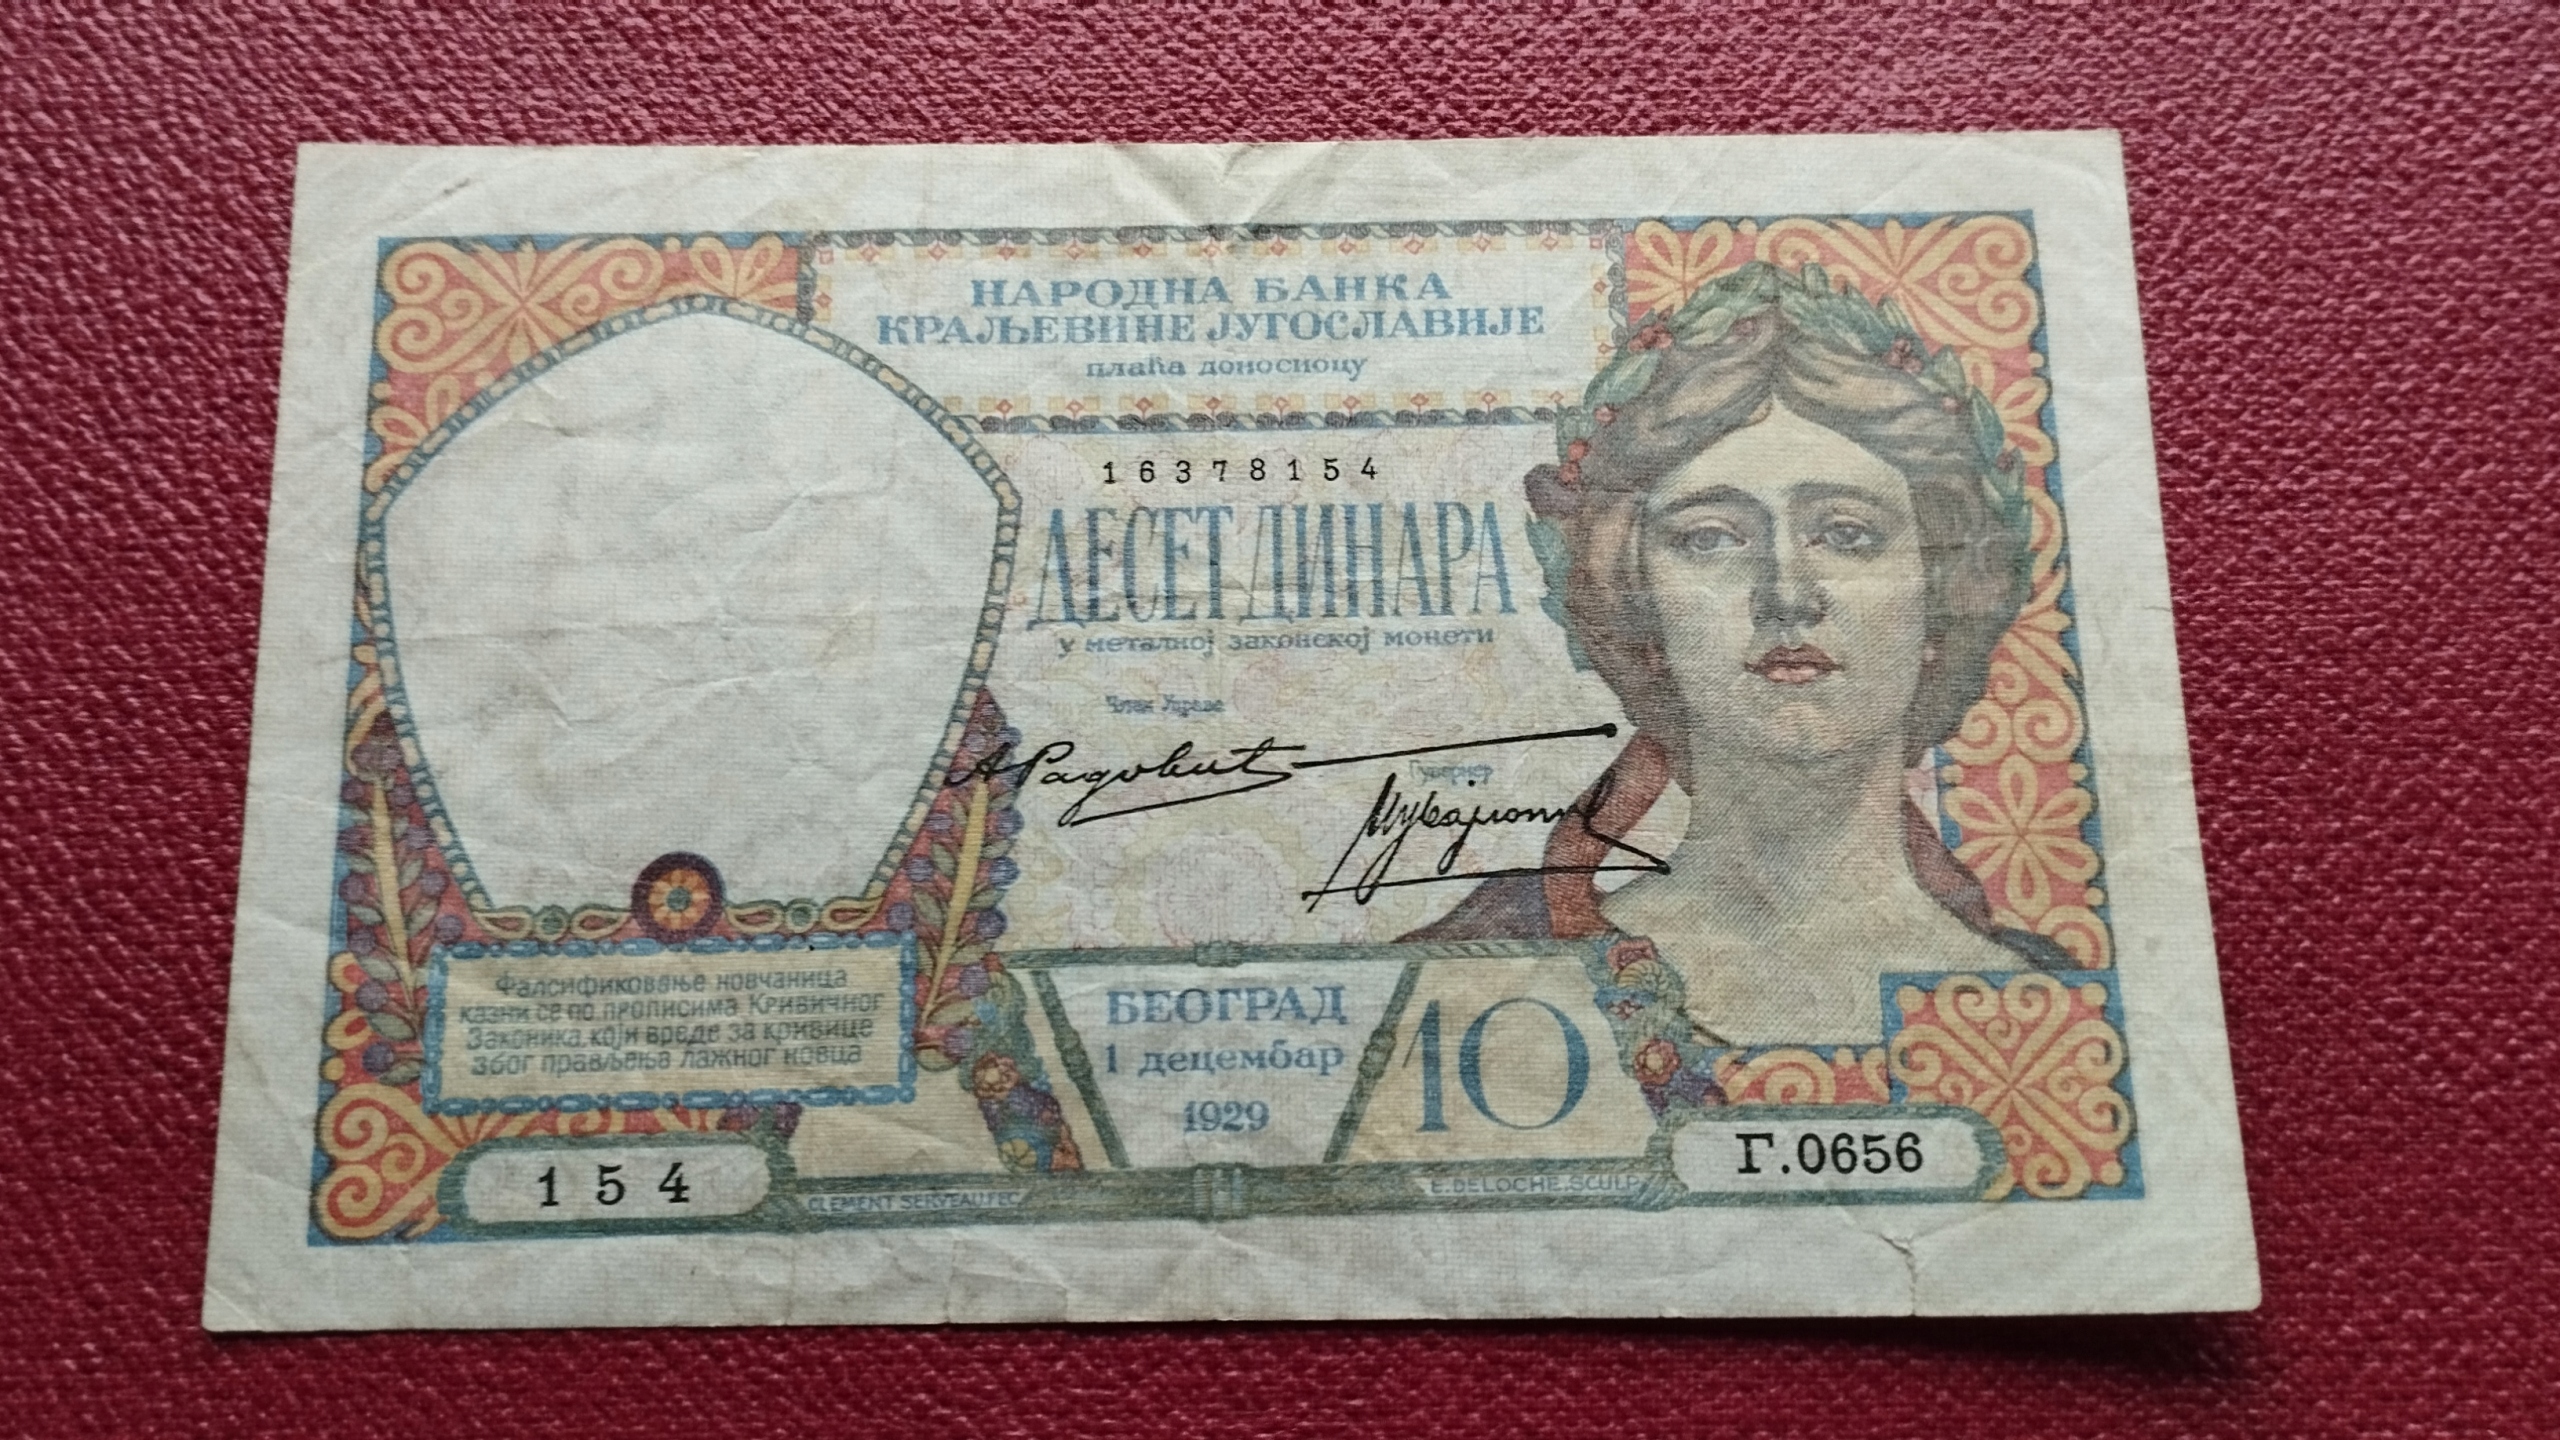 НАРОДНА БАНКА
КРАЉЕВИНЕ ЈУГОСЛАВИЈЕ
плаћа доносиоцу
16378154
ДЕСЕТ ДИНАРА
у металној законској монети
Члан Управе
А Радовић
Гувернер
Фалсификовање новчаница
казни се по прописима Кривичног
Законика, који вреде за кривице
због прављења лажног новца
БЕОГРАД
1 децембар
1929
10
154
Г.0656
CLEMENT SERVEAU.FEC
E.DELOCHE.SCULP